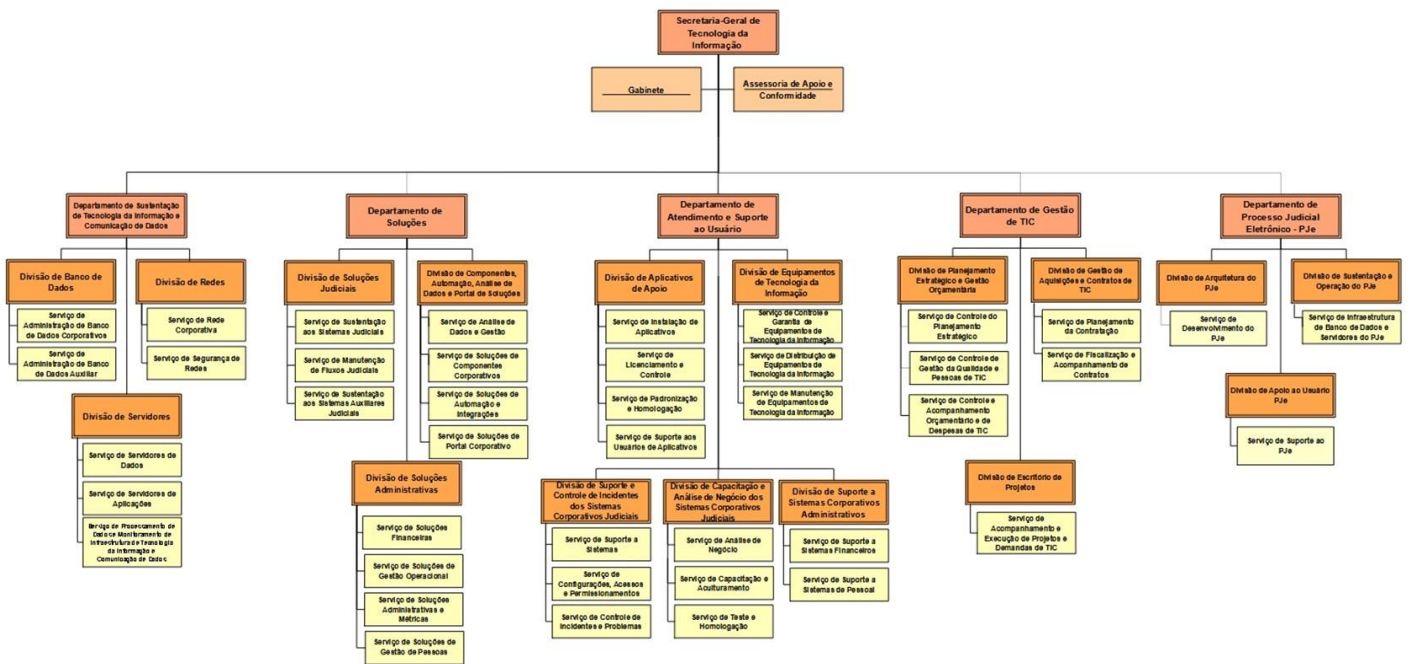 Secretaria-Geral de
Tecnologia da
Informação
Gabinete
Assessoria de Apoio e
Conformidade
Departamento de Sustentação
de Tecnologia da Informação e
Comunicação de Dados
Divisão de Banco de
Dados
Serviço de
Administração de Banco
de Dados Corporativos
Serviço de
Administração de Banco
de Dados Auxiliar
Divisão de Redes
Serviço de Rede
Corporativa
Serviço de Segurança de
Redes
Divisão de Servidores
Serviço de Servidores de
Dados
Serviço de Servidores de
Aplicações
Serviço de Processamento de
Dados e Monitoramento de
Infraestrutura de Tecnologia
da Informação e
Comunicação de Dados
Departamento de
Soluções
Divisão de Soluções
Judiciais
Serviço de Sustentação
aos Sistemas Judiciais
Serviço de Manutenção
de Fluxos Judiciais
Serviço de Sustentação
aos Sistemas Auxiliares
Judiciais
Divisão de Componentes,
Automação, Análise de
Dados e Portal de Soluções
Serviço de Análise de
Dados e Gestão
Serviço de Soluções de
Componentes
Corporativos
Serviço de Soluções de
Automação e
Integrações
Serviço de Soluções de
Portal Corporativo
Divisão de Soluções
Administrativas
Serviço de Soluções
Financeiras
Serviço de Soluções de
Gestão Operacional
Serviço de Soluções
Administrativas e
Métricas
Serviço de Soluções de
Gestão de Pessoas
Departamento de
Atendimento e Suporte
ao Usuário
Divisão de Aplicativos
de Apoio
Serviço de Instalação de
Aplicativos
Serviço de
Licenciamento e
Controle
Serviço de Padronização
e Homologação
Serviço de Suporte aos
Usuários de Aplicativos
Divisão de Equipamentos
de Tecnologia da
Informação
Serviço de Controle e
Garantia de
Equipamentos de
Tecnologia da Informação
Serviço de Distribuição de
Equipamentos de
Tecnologia da Informação
Serviço de Manutenção
de Equipamentos de
Tecnologia da Informação
Divisão de Suporte e
Controle de Incidentes
dos Sistemas
Corporativos Judiciais
Serviço de Suporte a
Sistemas
Serviço de
Configurações, Acessos
e Permissionamentos
Serviço de Controle de
Incidentes e Problemas
Divisão de Capacitação e
Análise de Negócio dos
Sistemas Corporativos
Judiciais
Serviço de Análise de
Negócio
Serviço de Capacitação e
Aculturamento
Serviço de Teste e
Homologação
Divisão de Suporte a
Sistemas Corporativos
Administrativos
Serviço de Suporte a
Sistemas Financeiros
Serviço de Suporte a
Sistemas de Pessoal
Departamento de Gestão
de TIC
Divisão de Planejamento
Estratégico e Gestão
Orçamentária
Serviço de Controle do
Planejamento
Estratégico
Serviço de Controle de
Gestão da Qualidade e
Pessoas de TIC
Serviço de Controle e
Acompanhamento
Orçamentário e de
Despesas de TIC
Divisão de Gestão de
Aquisições e Contratos de
TIC
Serviço de Planejamento
da Contratação
Serviço de Fiscalização e
Acompanhamento de
Contratos
Divisão de Escritório de
Projetos
Serviço de
Acompanhamento e
Execução de Projetos e
Demandas de TIC
Departamento de
Processo Judicial
Eletrônico - PJe
Divisão de Arquitetura do
PJe
Serviço de
Desenvolvimento do
PJe
Divisão de Sustentação e
Operação do PJe
Serviço de Infraestrutura
de Banco de Dados e
Servidores do PJe
Divisão de Apoio ao Usuário
PJe
Serviço de Suporte ao
PJe